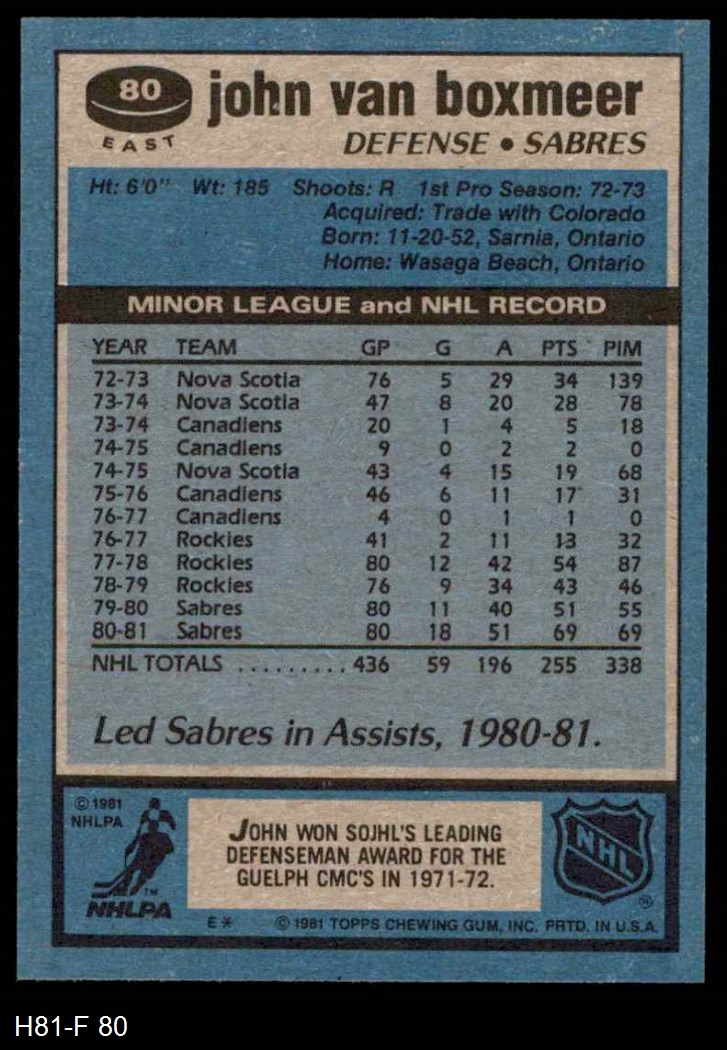 80
EAST
john van boxmeer
DEFENSE • SABRES
Ht: 6'0" Wt: 185 Shoots: R 1st Pro Season: 72-73
Acquired: Trade with Colorado
Born: 11-20-52, Sarnia, Ontario
Home: Wasaga Beach, Ontario
MINOR LEAGUE and NHL RECORD
YEAR TEAM GP G A PTS PIM
72-73 Nova Scotia 76 5 29 34 139
73-74 Nova Scotia 47 8 20 28 78
73-74 Canadiens 20 1 4 5 18
74-75 Canadiens 9 0 2 2 0
74-75 Nova Scotia 43 4 15 19 68
75-76 Canadiens 46 6 11 17 31
76-77 Canadiens 4 0 1 1 0
76-77 Rockies 41 2 11 13 32
77-78 Rockies 80 12 42 54 87
78-79 Rockies 76 9 34 43 46
79-80 Sabres 80 11 40 51 55
80-81 Sabres 80 18 51 69 69
NHL TOTALS .......... 436 59 196 255 338
Led Sabres in Assists, 1980-81.
© 1981
NHLPA
TM
NHLPA
JOHN WON SOJHL'S LEADING
DEFENSEMAN AWARD FOR THE
GUELPH CMC'S IN 1971-72.
NHL
®
E* © 1981 TOPPS CHEWING GUM, INC. PRTD. IN U.S.A.
H81-F 80